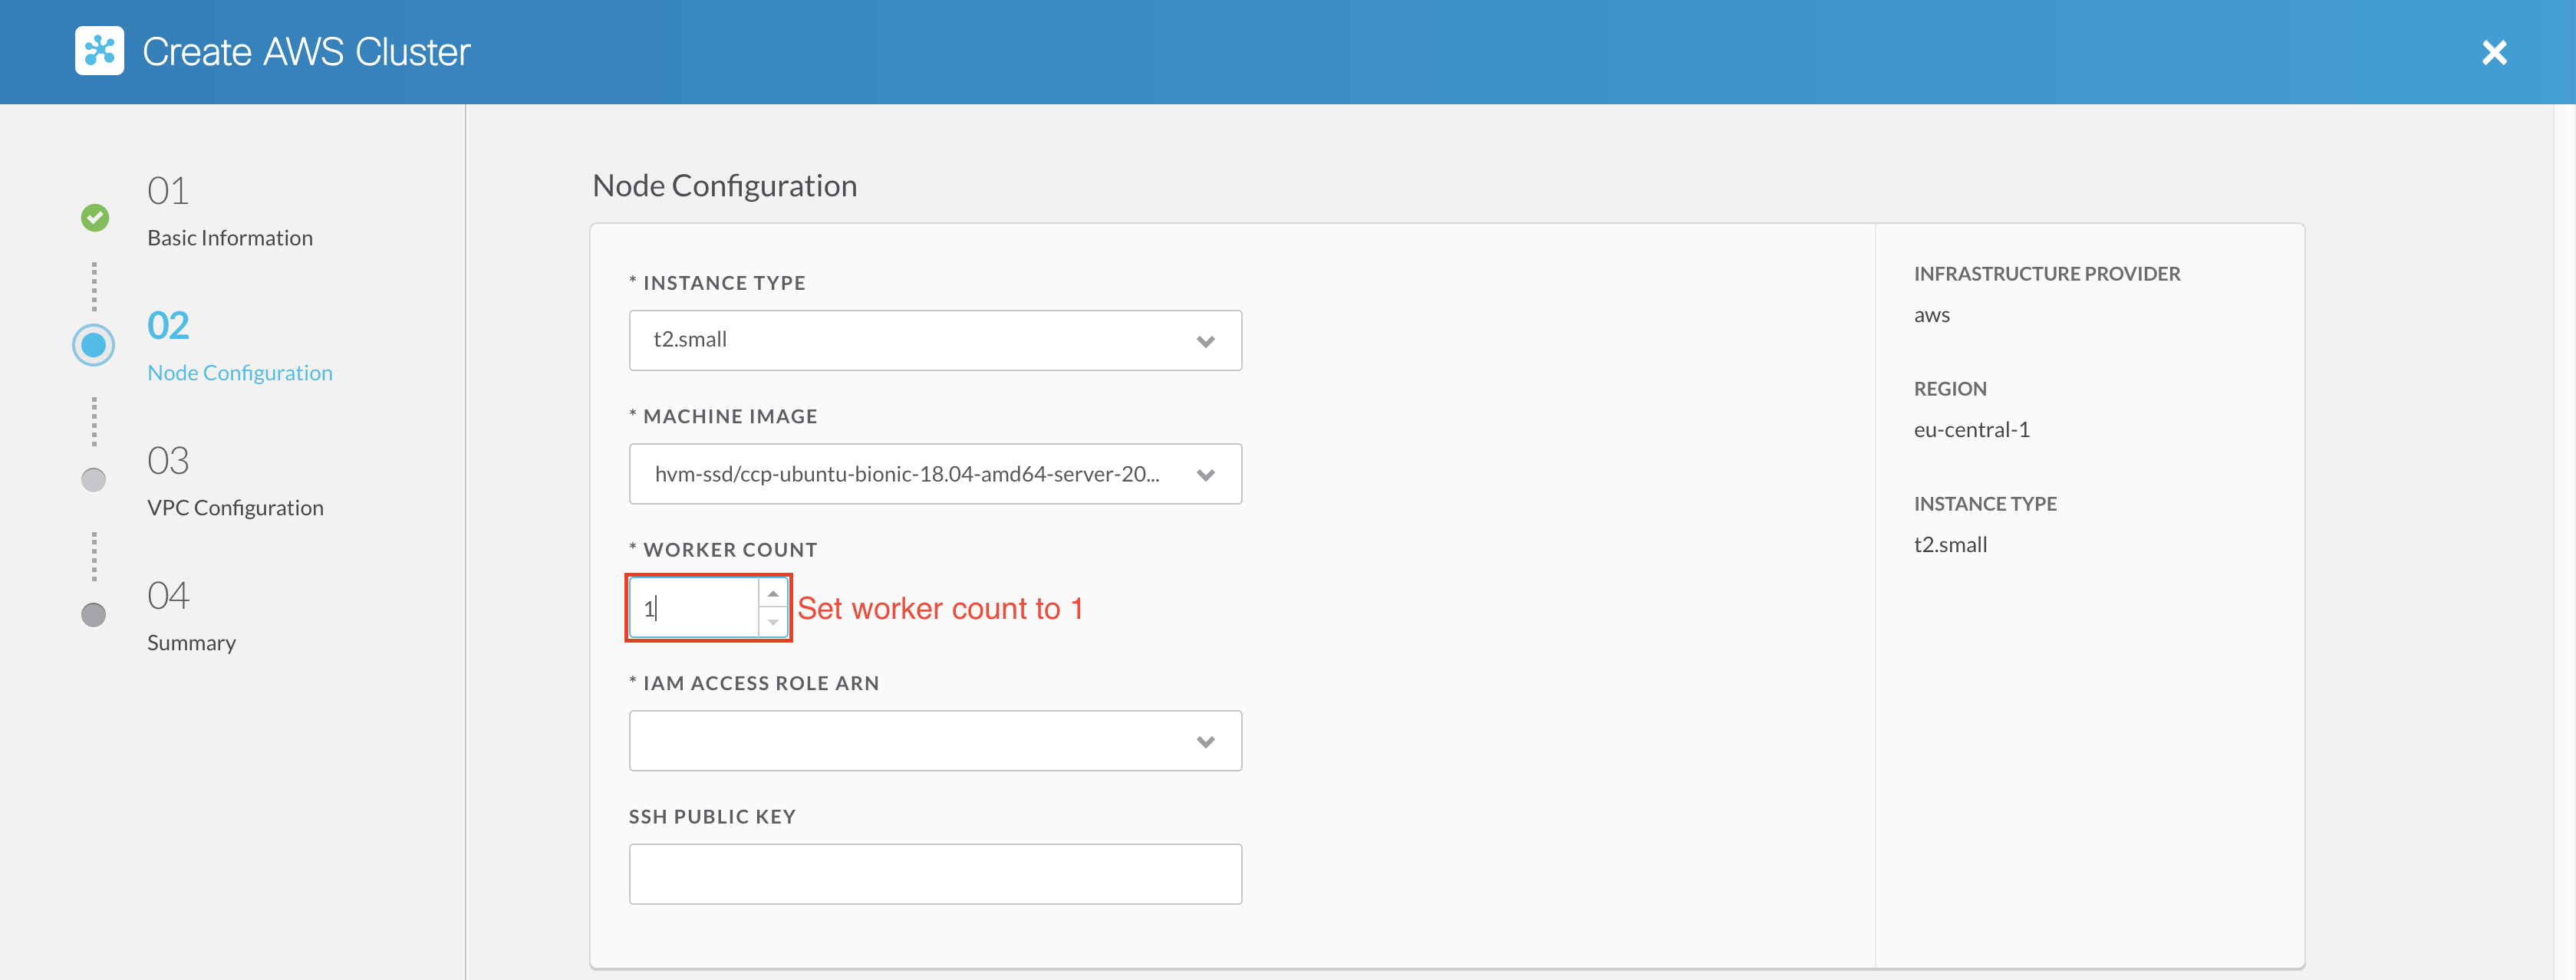 Create AWS Cluster
01
Basic Information
02
Node Configuration
03
VPC Configuration
04
Summary
Node Configuration
* INSTANCE TYPE
t2.small
* MACHINE IMAGE
hvm-ssd/ccp-ubuntu-bionic-18.04-amd64-server-20...
* WORKER COUNT
1
Set worker count to 1
* IAM ACCESS ROLE ARN
SSH PUBLIC KEY
INFRASTRUCTURE PROVIDER
aws
REGION
eu-central-1
INSTANCE TYPE
t2.small